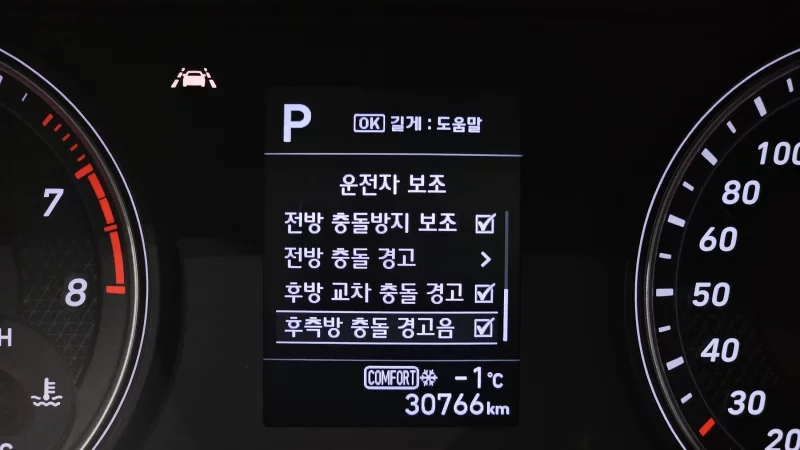 P
OK 길게 : 도움말
운전자 보조
전방 충돌방지 보조
전방 충돌 경고
후방 교차 충돌 경고
후측방 충돌 경고음
COMFORT -1℃
30766km
7
8
H
C
100
80
60
50
40
30
20